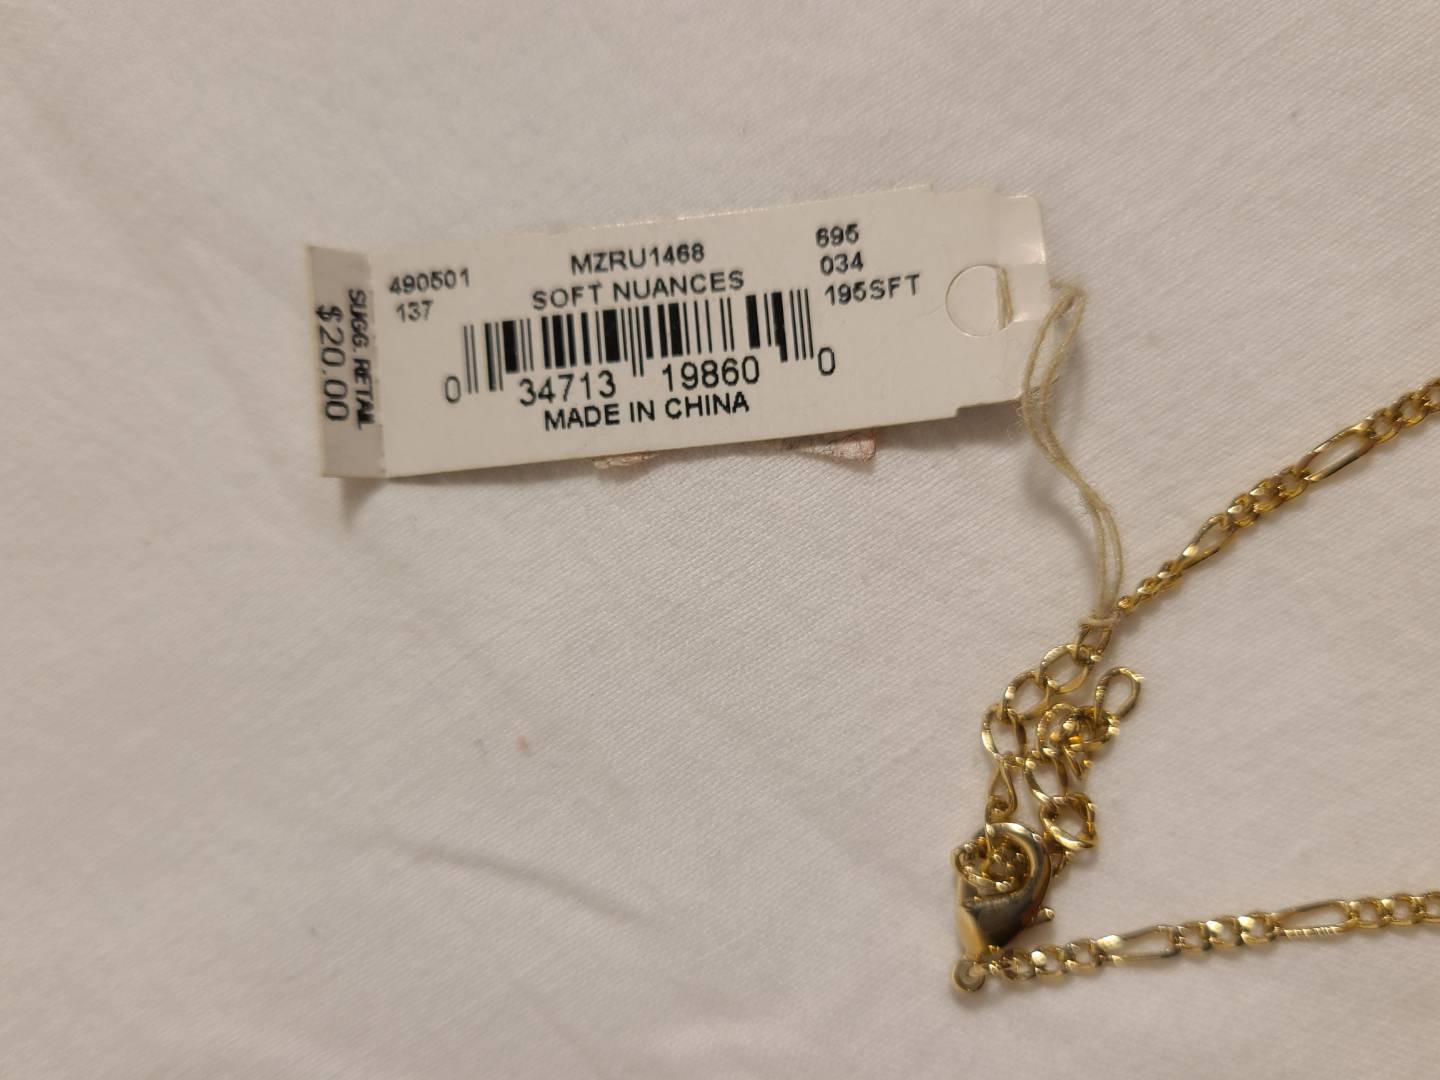 SUGG. RETAIL
$20.00
490501
137
MZRU1468
SOFT NUANCES
695
034
195SFT
0 34713 19860 0
MADE IN CHINA